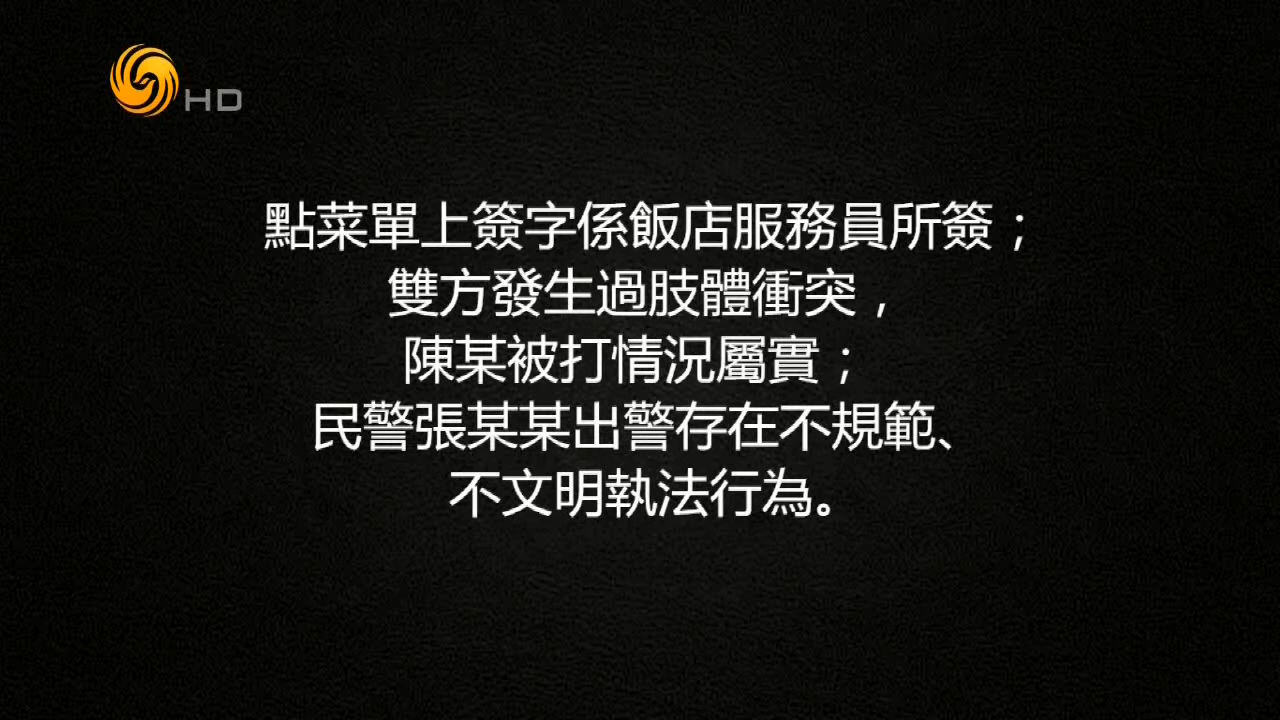 HD
點菜單上簽字係飯店服務員所簽；
雙方發生過肢體衝突，
陳某被打情況屬實；
民警張某某出警存在不規範、
不文明執法行為。